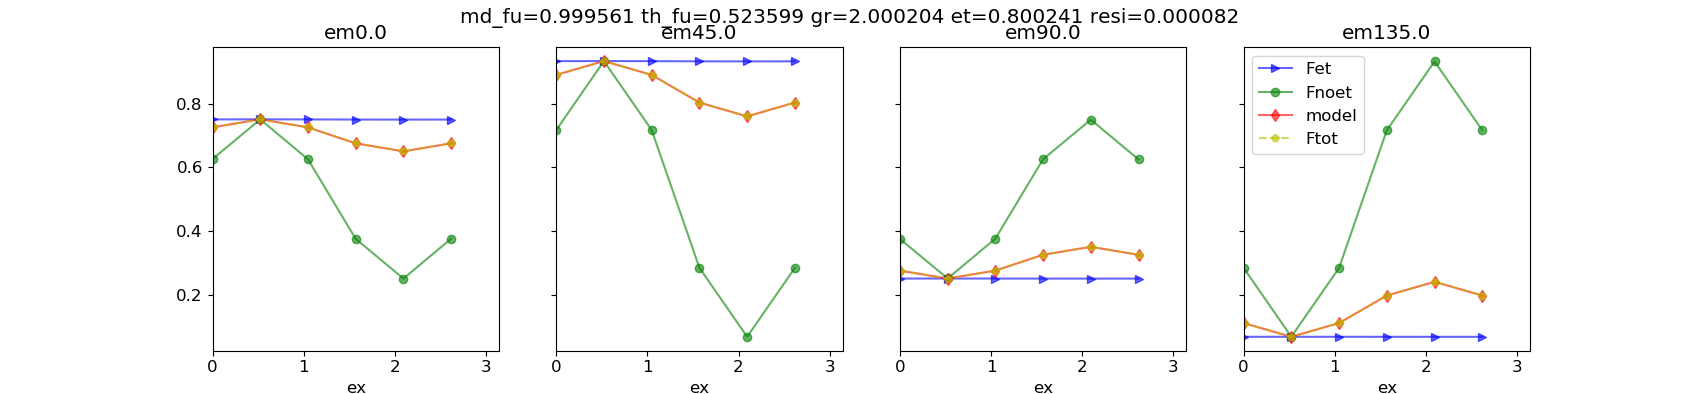 md_fu=0.999561 th_fu=0.523599 gr=2.000204 et=0.800241 resi=0.000082
em0.0
em45.0
em90.0
em135.0
0.8
0.6
0.4
0.2
Fet
Fnoet
model
Ftot
0 1 2 3
0 1 2 3
0 1 2 3
0 1 2 3
ex
ex
ex
ex